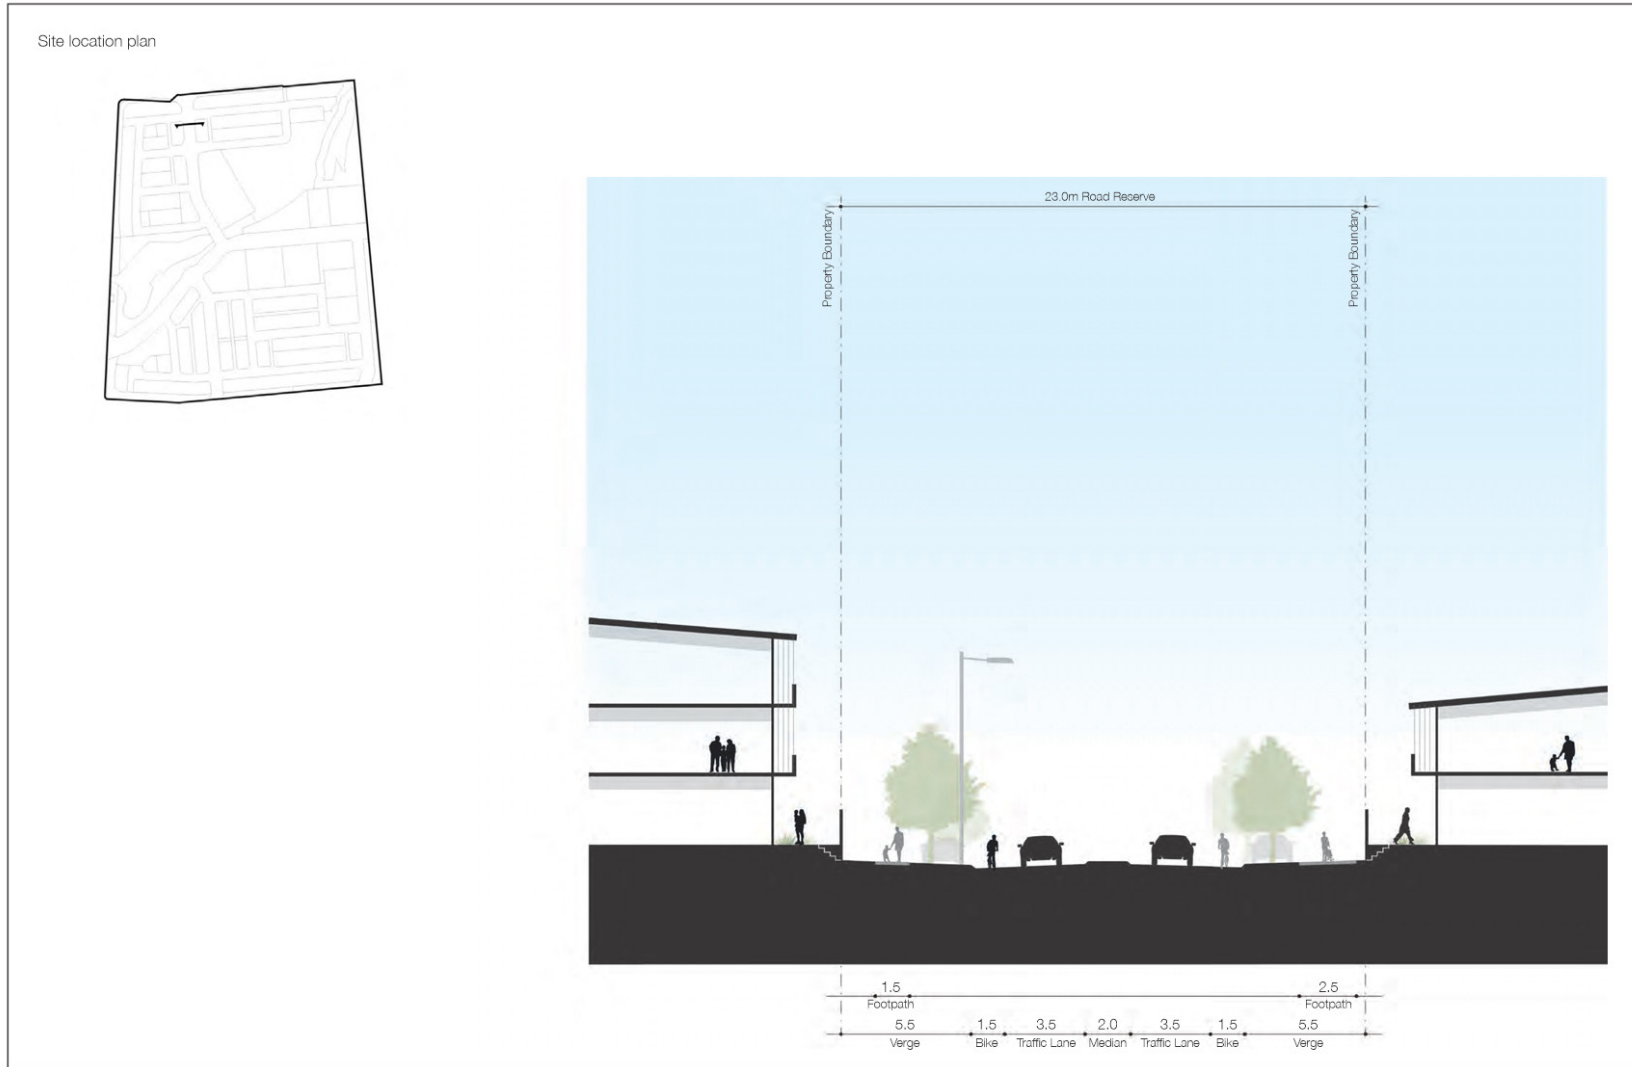 Site location plan
23.0m Road Reserve
Property Boundary
Property Boundary
1.5
2.5
Footpath
Footpath
5.5
1.5
3.5
2.0
3.5
1.5
5.5
Verge
Bike
Traffic Lane
Median
Traffic Lane
Bike
Verge